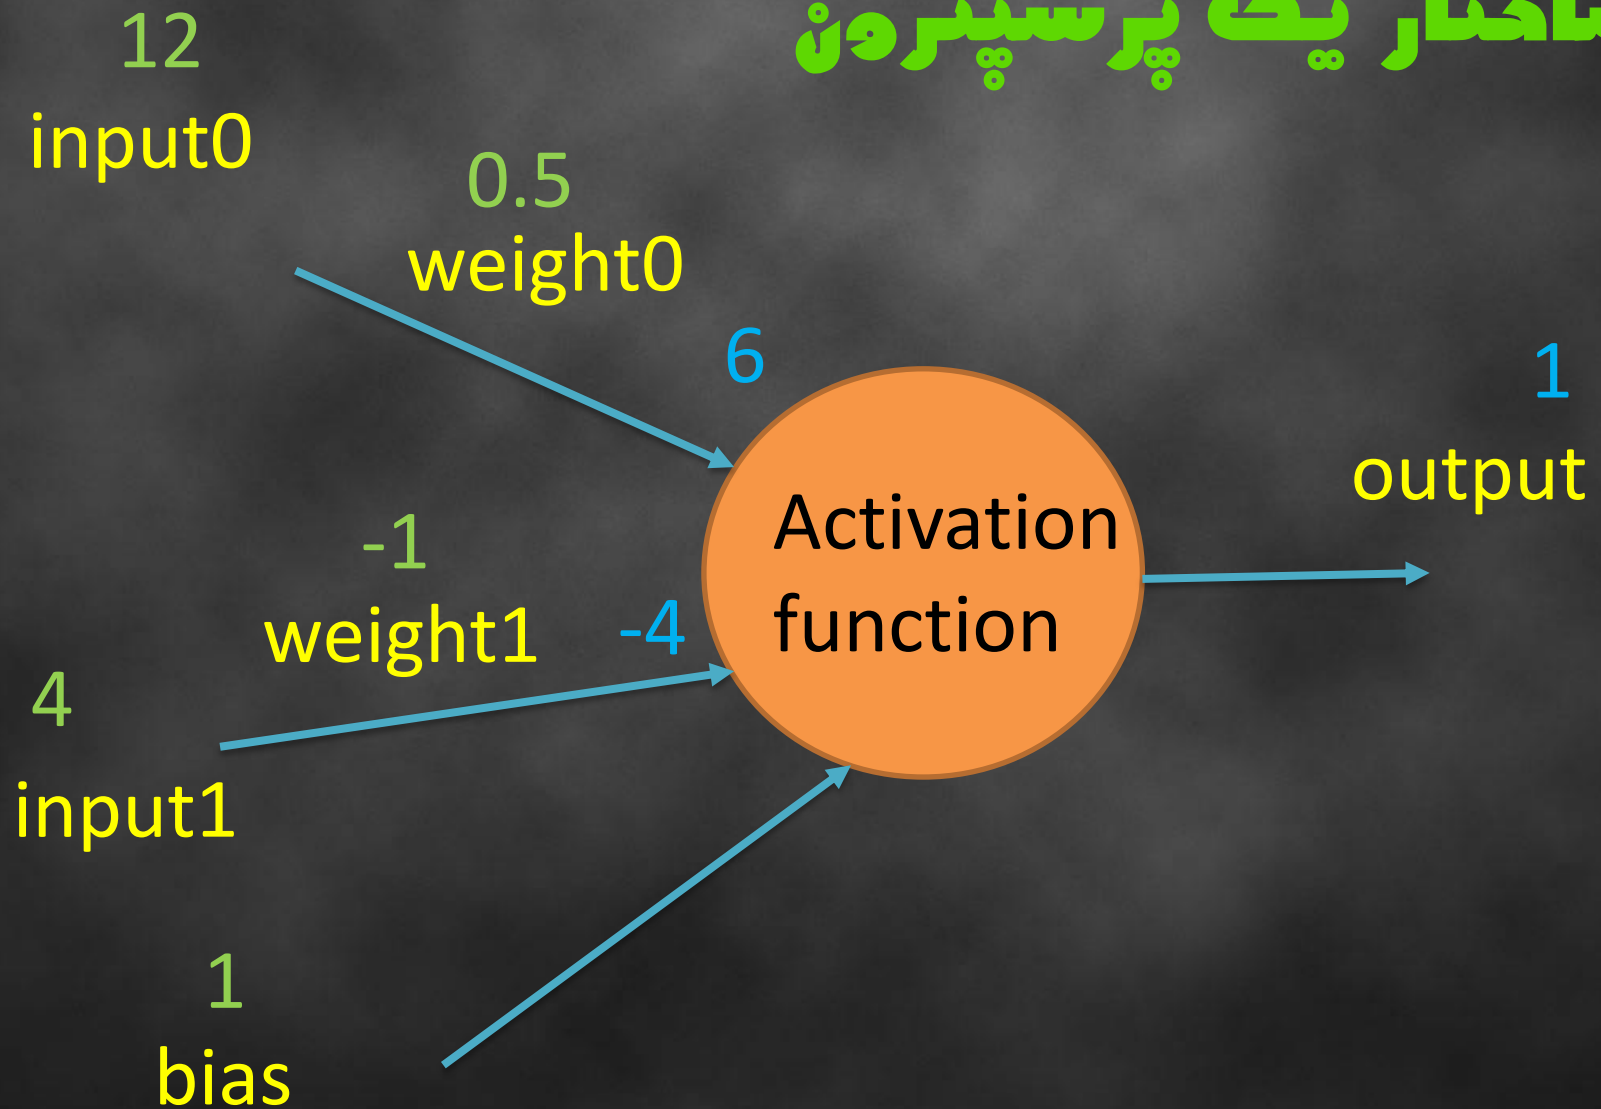 یک پرسپترون
12
input0
0.5
weight0
6
1
output
Activation
function
-1
weight1
-4
4
input1
1
bias